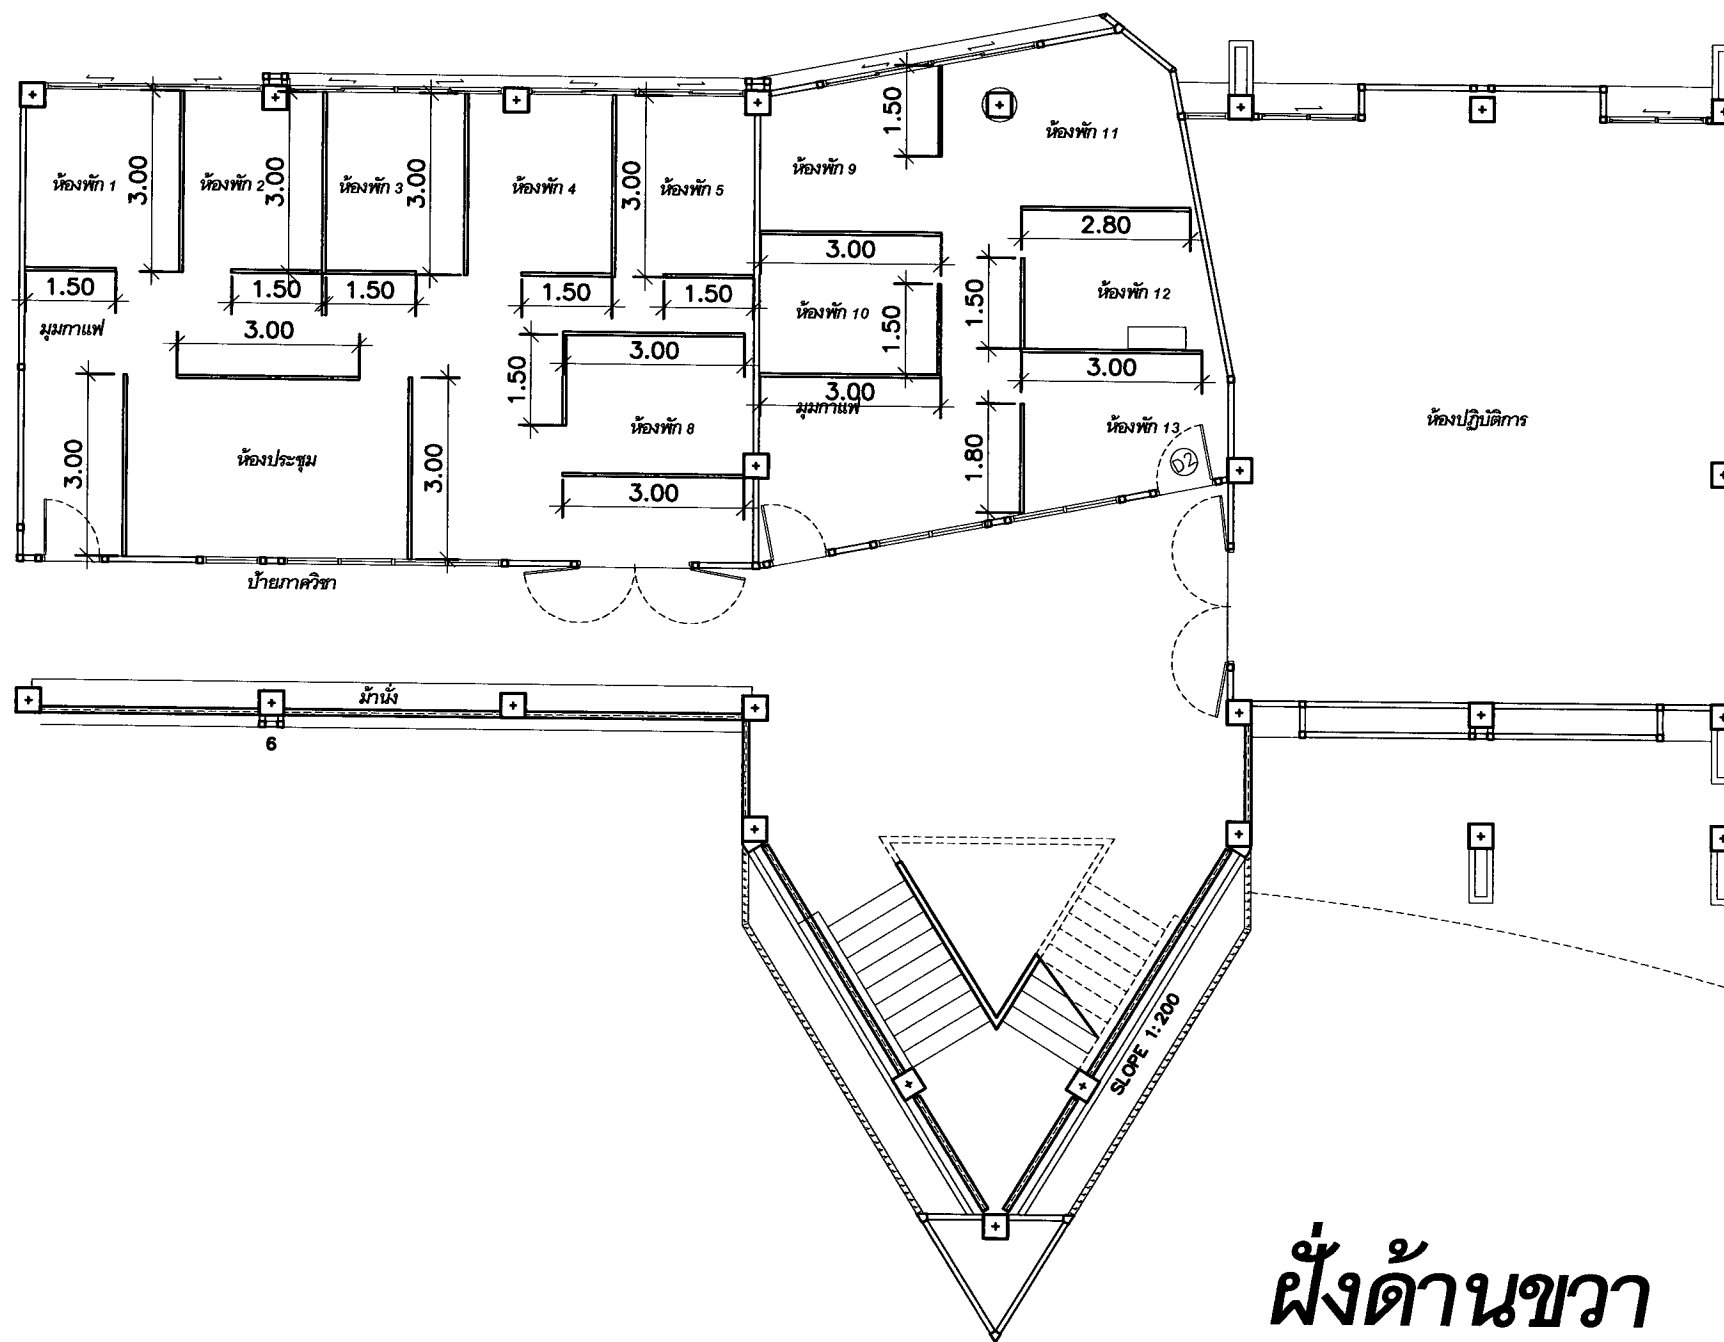 1.50
ห้องพัก 11
ห้องพัก 9
ห้องพัก 1
3.00
ห้องพัก 2
3.00
ห้องพัก 3
3.00
ห้องพัก 4
3.00
ห้องพัก 5
2.80
3.00
1.50
1.50
1.50
1.50
1.50
ห้องพัก 10
1.50
1.50
ห้องพัก 12
มุมกาแฟ
3.00
1.50
3.00
3.00
3.00
มุมกาแฟ
ห้องพัก 8
ห้องพัก 13
ห้องปฏิบัติการ
3.00
ห้องประชุม
3.00
1.80
D2
3.00
ป้ายภาควิชา
ม้านั่ง
6
SLOPE 1:200
ฝั่งด้านขวา